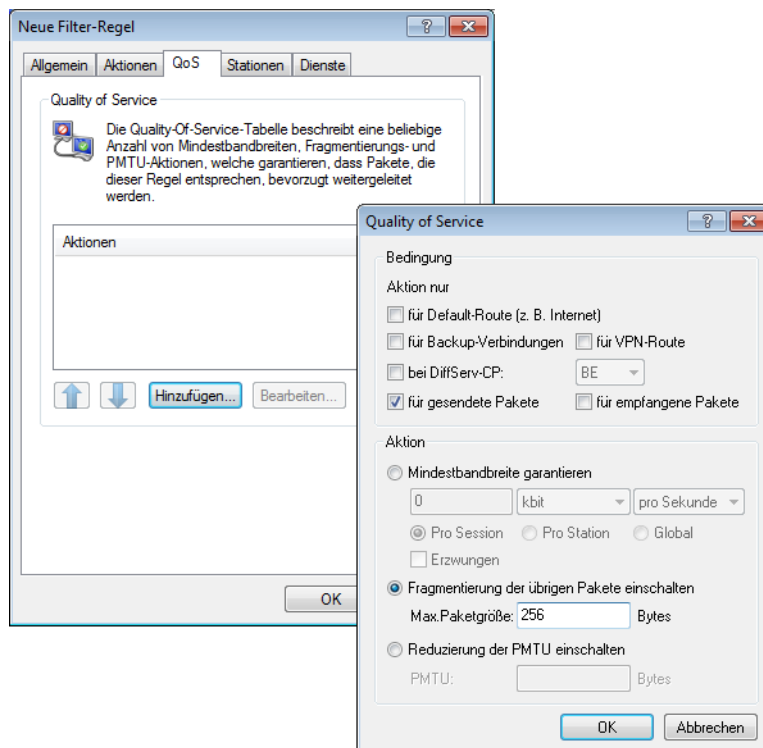 Neue Filter-Regel
Allgemein Aktionen QoS Stationen Dienste
Quality of Service
Die Quality-Of-Service-Tabelle beschreibt eine beliebige
Anzahl von Mindestbandbreiten, Fragmentierungs- und
PMTU-Aktionen, welche garantieren, dass Pakete, die
dieser Regel entsprechen, bevorzugt weitergeleitet
werden.
Aktionen
Hinzufügen... Bearbeiten...
OK
Quality of Service
Bedingung
Aktion nur
für Default-Route (z. B. Internet)
für Backup-Verbindungen für VPN-Route
bei DiffServ-CP: BE
für gesendete Pakete für empfangene Pakete
Aktion
Mindestbandbreite garantieren
0 kbit pro Sekunde
Pro Session Pro Station Global
Erzwungen
Fragmentierung der übrigen Pakete einschalten
Max.Paketgröße: 256 Bytes
Reduzierung der PMTU einschalten
PMTU: Bytes
OK Abbrechen